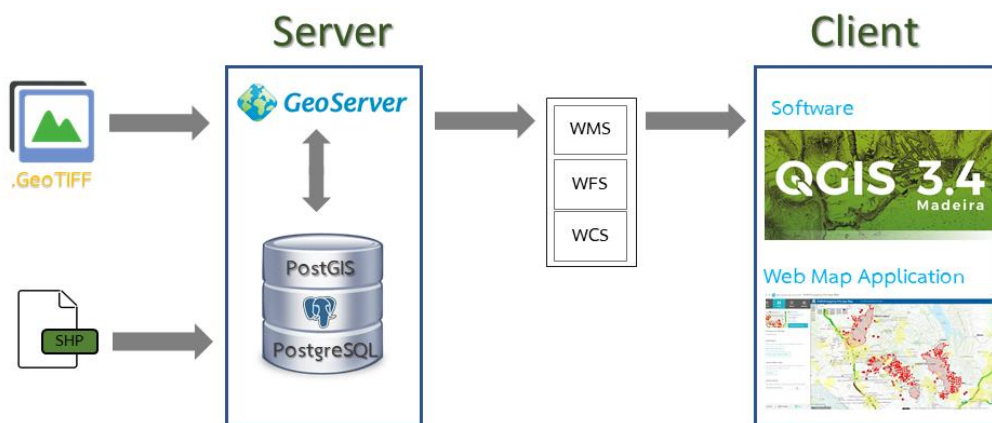 Server
Client
.GeoTIFF
GeoServer
WMS
WFS
WCS
Software
QGIS 3.4
Madeira
SHP
PostGIS
PostgreSQL
Web Map Application